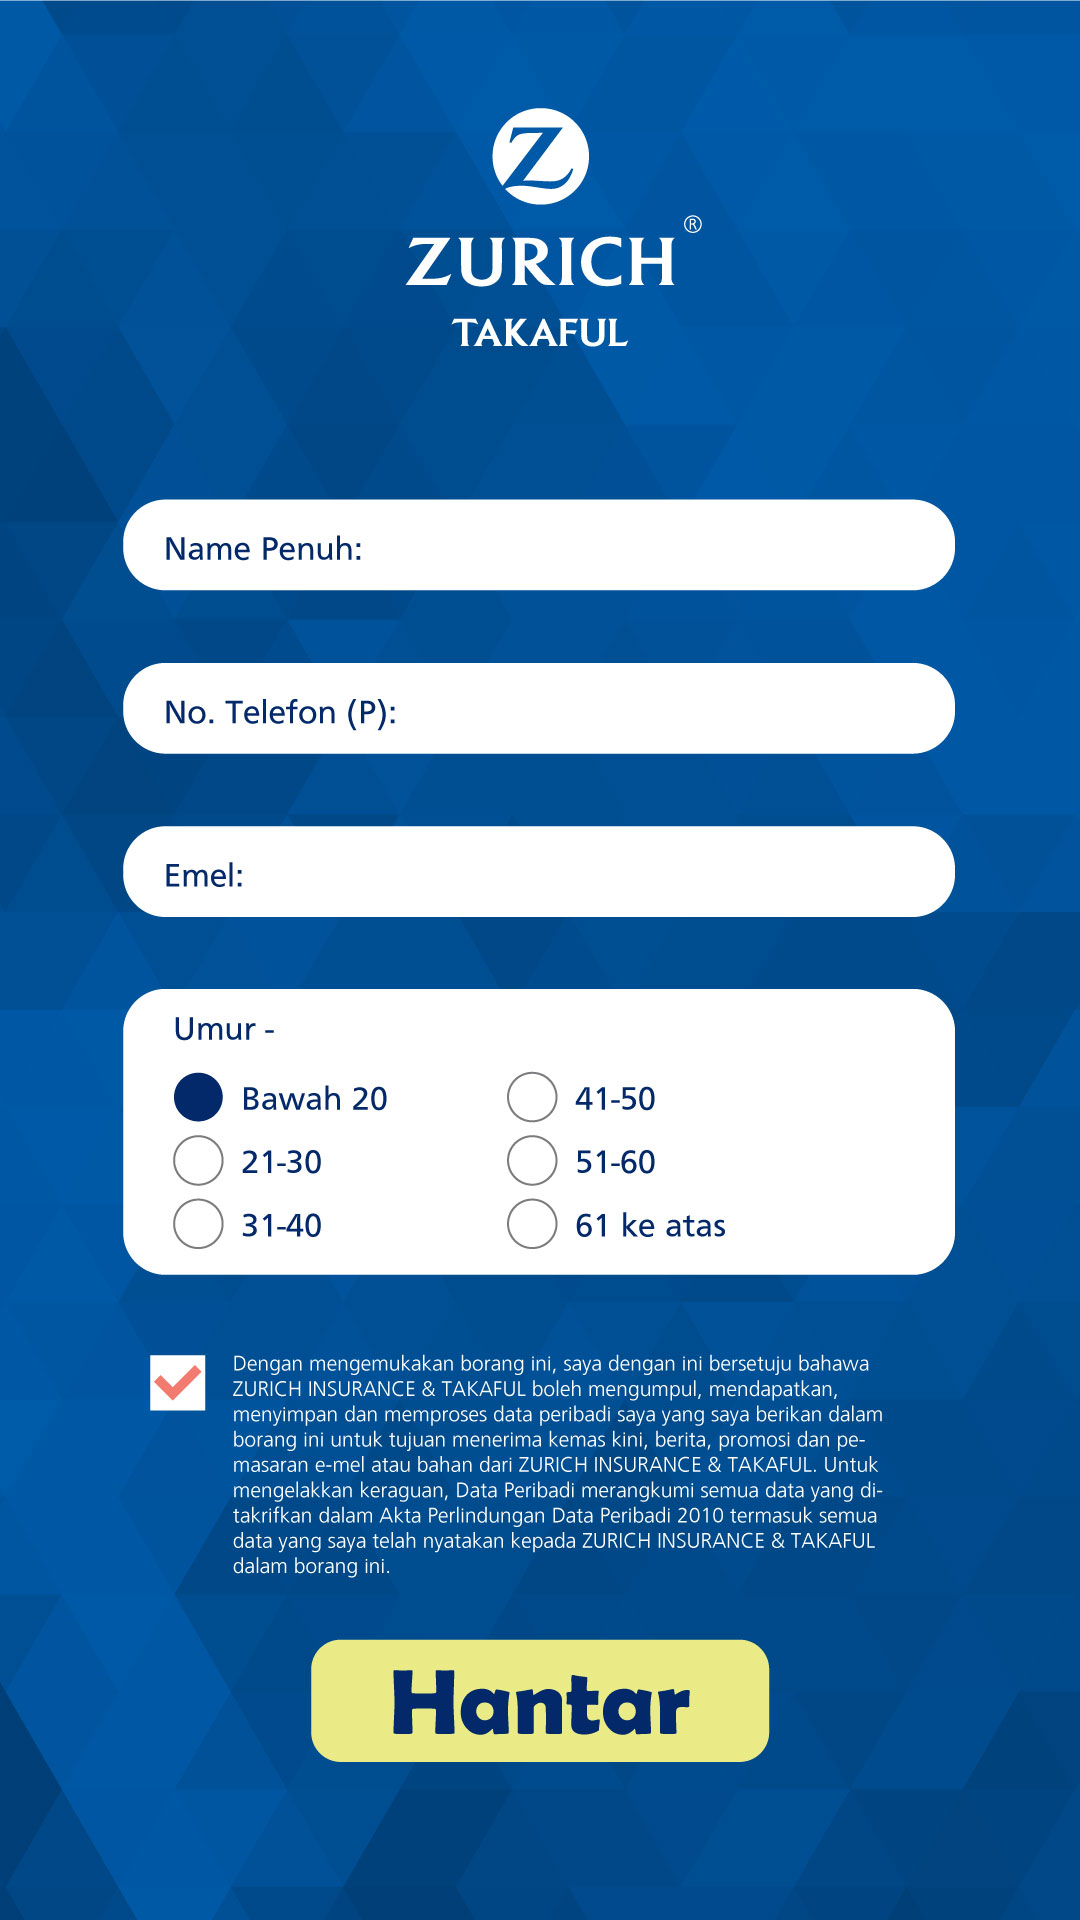 Z
ZURICH®
TAKAFUL
Name Penuh:
No. Telefon (P):
Emel:
Umur -
Bawah 20
41-50
21-30
51-60
31-40
61 ke atas
Dengan mengemukakan borang ini, saya dengan ini bersetuju bahawa
ZURICH INSURANCE & TAKAFUL boleh mengumpul, mendapatkan,
menyimpan dan memproses data peribadi saya yang saya berikan dalam
borang ini untuk tujuan menerima kemas kini, berita, promosi dan pe-
masaran e-mel atau bahan dari ZURICH INSURANCE & TAKAFUL. Untuk
mengelakkan keraguan, Data Peribadi merangkumi semua data yang di-
takrifkan dalam Akta Perlindungan Data Peribadi 2010 termasuk semua
data yang saya telah nyatakan kepada ZURICH INSURANCE & TAKAFUL
dalam borang ini.
Hantar